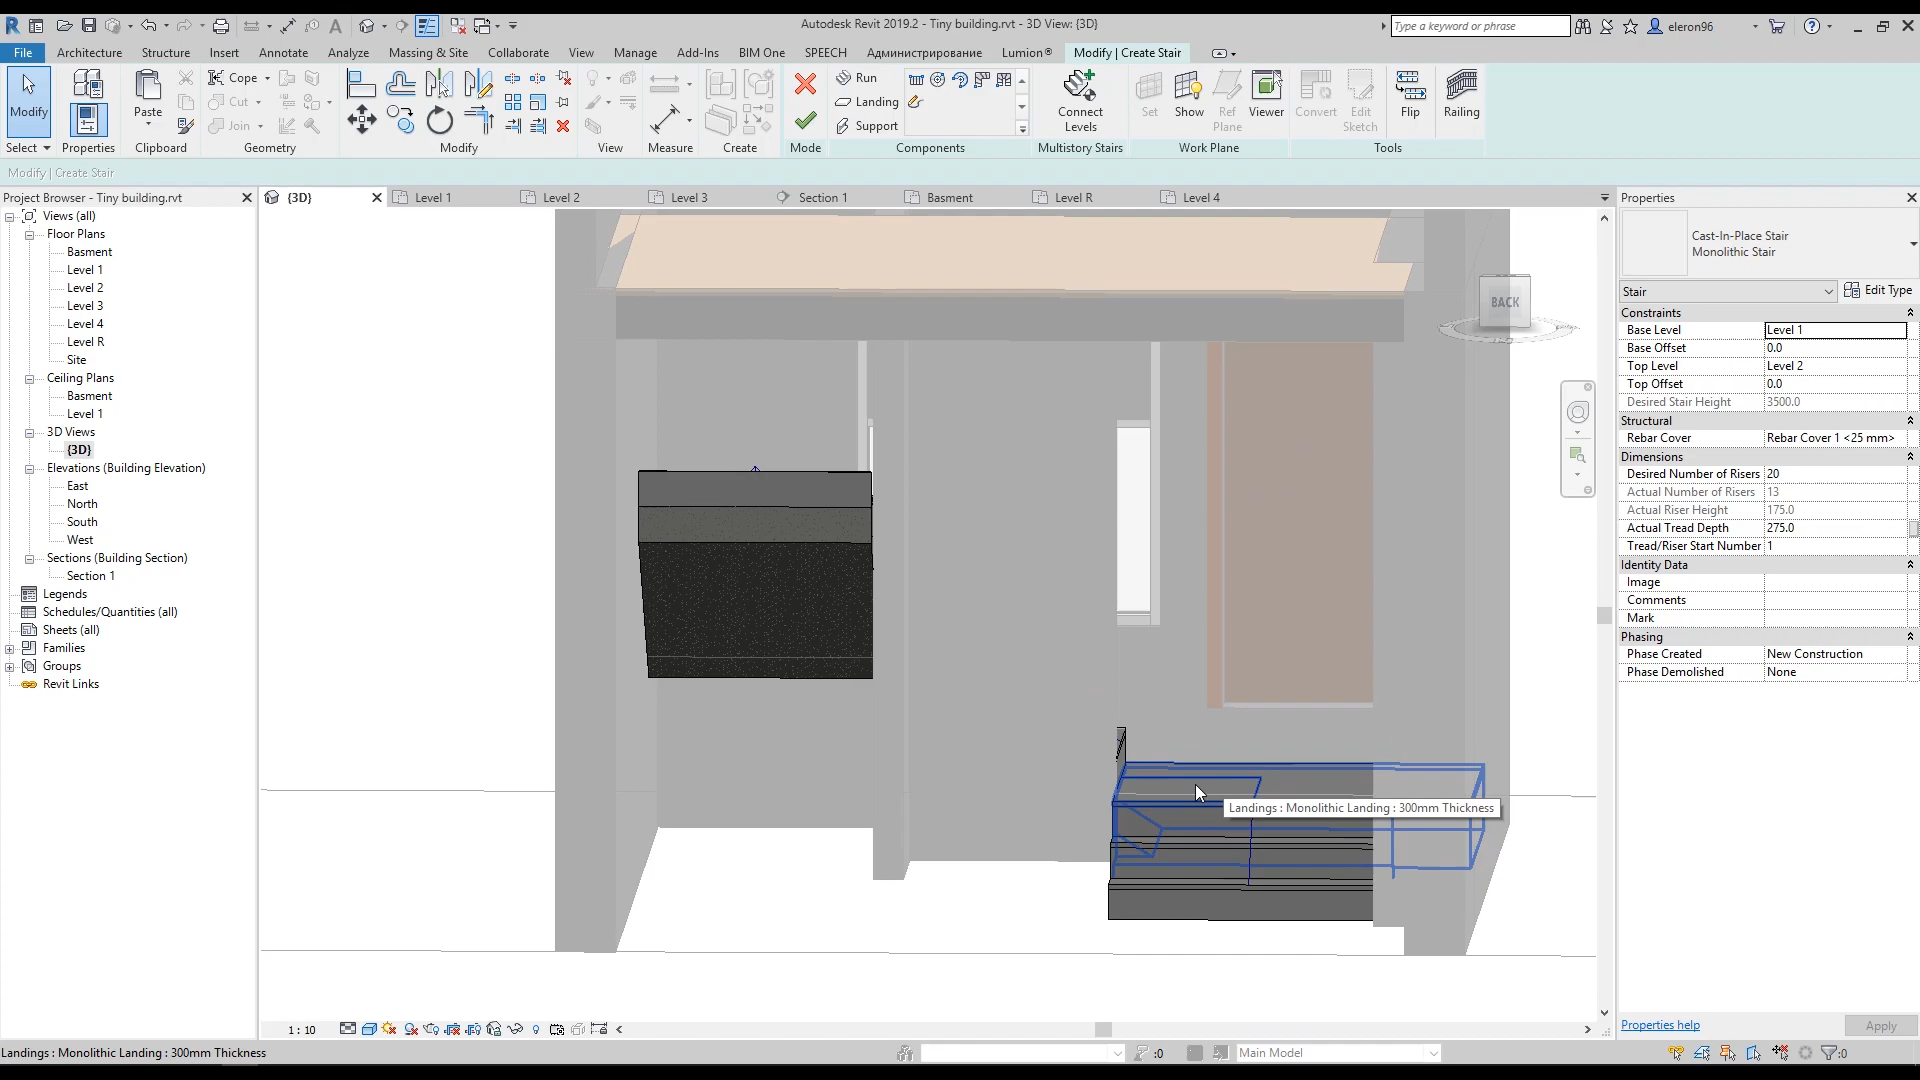 Autodesk Revit 2019.2 - Tiny building.rvt - 3D View: {3D}
Type a keyword or phrase
eleron96
File Architecture Structure Insert Annotate Analyze Massing & Site Collaborate View Manage Add-Ins BIM One SPEECH Администрирование Lumion® Modify | Create Stair
Modify
Properties
Paste
Cope
Cut
Join
Run
Landing
Support
Connect
Levels
Set
Show
Ref
Plane
Viewer
Convert
Edit
Sketch
Flip
Railing
Select Properties Clipboard Geometry Modify View Measure Create Mode Components Multistory Stairs Work Plane Tools
Modify | Create Stair
Project Browser - Tiny building.rvt
{3D} Level 1 Level 2 Level 3 Section 1 Basment Level R Level 4
Views (all)
Floor Plans
Basment
Level 1
Level 2
Level 3
Level 4
Level R
Site
Ceiling Plans
Basment
Level 1
3D Views
{3D}
Elevations (Building Elevation)
East
North
South
West
Sections (Building Section)
Section 1
Legends
Schedules/Quantities (all)
Sheets (all)
Families
Groups
Revit Links
BACK
Landings : Monolithic Landing : 300mm Thickness
Properties
Cast-In-Place Stair
Monolithic Stair
Stair
Edit Type
Constraints
Base Level Level 1
Base Offset 0.0
Top Level Level 2
Top Offset 0.0
Desired Stair Height 3500.0
Structural
Rebar Cover Rebar Cover 1 <25 mm>
Dimensions
Desired Number of Risers 20
Actual Number of Risers 13
Actual Riser Height 175.0
Actual Tread Depth 275.0
Tread/Riser Start Number 1
Identity Data
Image
Comments
Mark
Phasing
Phase Created New Construction
Phase Demolished None
Properties help
Apply
1 : 10
Landings : Monolithic Landing : 300mm Thickness
:0
Main Model
:0